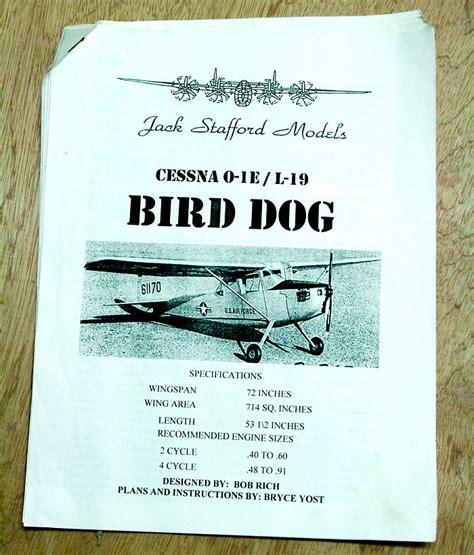 Jack Stafford Models
CESSNA O-1E / L-19
BIRD DOG
61170
U.S. AIR FORCE
SPECIFICATIONS
WINGSPAN 72 INCHES
WING AREA 714 SQ. INCHES
LENGTH 53 1\2 INCHES
RECOMMENDED ENGINE SIZES
2 CYCLE .40 TO .60
4 CYCLE .48 TO .91
DESIGNED BY: BOB RICH
PLANS AND INSTRUCTIONS BY: BRYCE YOST